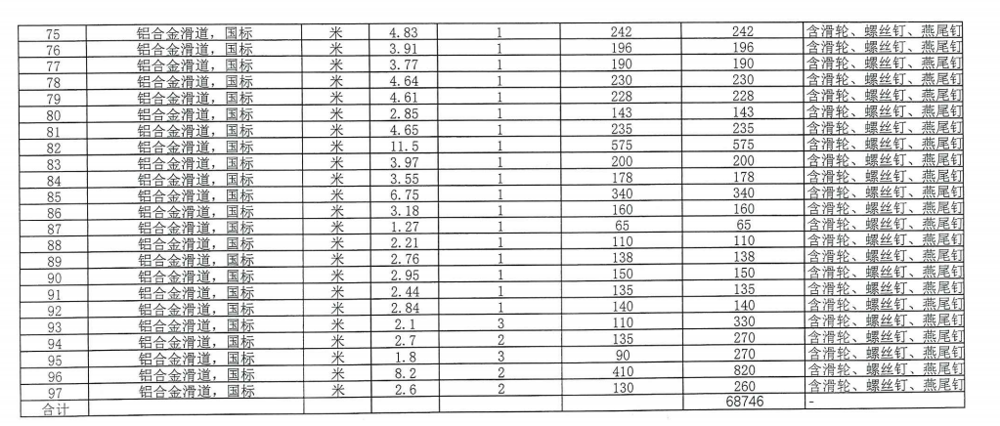 75 铝合金滑道，国标 米 4.83 1 242 242 含滑轮、螺丝钉、燕尾钉
76 铝合金滑道，国标 米 3.91 1 196 196 含滑轮、螺丝钉、燕尾钉
77 铝合金滑道，国标 米 3.77 1 190 190 含滑轮、螺丝钉、燕尾钉
78 铝合金滑道，国标 米 4.64 1 230 230 含滑轮、螺丝钉、燕尾钉
79 铝合金滑道，国标 米 4.61 1 228 228 含滑轮、螺丝钉、燕尾钉
80 铝合金滑道，国标 米 2.85 1 143 143 含滑轮、螺丝钉、燕尾钉
81 铝合金滑道，国标 米 4.65 1 235 235 含滑轮、螺丝钉、燕尾钉
82 铝合金滑道，国标 米 11.5 1 575 575 含滑轮、螺丝钉、燕尾钉
83 铝合金滑道，国标 米 3.97 1 200 200 含滑轮、螺丝钉、燕尾钉
84 铝合金滑道，国标 米 3.55 1 178 178 含滑轮、螺丝钉、燕尾钉
85 铝合金滑道，国标 米 6.75 1 340 340 含滑轮、螺丝钉、燕尾钉
86 铝合金滑道，国标 米 3.18 1 160 160 含滑轮、螺丝钉、燕尾钉
87 铝合金滑道，国标 米 1.27 1 65 65 含滑轮、螺丝钉、燕尾钉
88 铝合金滑道，国标 米 2.21 1 110 110 含滑轮、螺丝钉、燕尾钉
89 铝合金滑道，国标 米 2.76 1 138 138 含滑轮、螺丝钉、燕尾钉
90 铝合金滑道，国标 米 2.95 1 150 150 含滑轮、螺丝钉、燕尾钉
91 铝合金滑道，国标 米 2.44 1 135 135 含滑轮、螺丝钉、燕尾钉
92 铝合金滑道，国标 米 2.84 1 140 140 含滑轮、螺丝钉、燕尾钉
93 铝合金滑道，国标 米 2.1 3 110 330 含滑轮、螺丝钉、燕尾钉
94 铝合金滑道，国标 米 2.7 2 135 270 含滑轮、螺丝钉、燕尾钉
95 铝合金滑道，国标 米 1.8 3 90 270 含滑轮、螺丝钉、燕尾钉
96 铝合金滑道，国标 米 8.2 2 410 820 含滑轮、螺丝钉、燕尾钉
97 铝合金滑道，国标 米 2.6 2 130 260 含滑轮、螺丝钉、燕尾钉
合计 68746 -